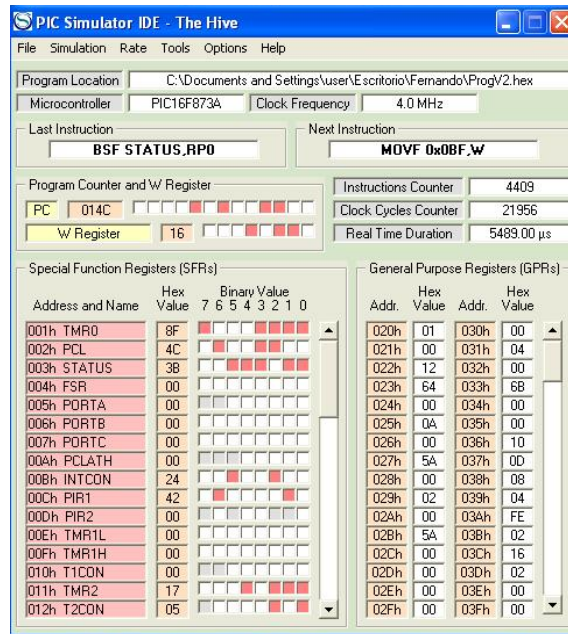 PIC Simulator IDE - The Hive
File Simulation Rate Tools Options Help
Program Location C:\Documents and Settings\user\Escritorio\Fernando\ProgV2.hex
Microcontroller PIC16F873A Clock Frequency 4.0 MHz
Last Instruction Next Instruction
BSF STATUS,RP0 MOVF 0x0BF,W
Program Counter and W Register Instructions Counter 4409
PC 014C Clock Cycles Counter 21956
W Register 16 Real Time Duration 5489.00 µs
Special Function Registers (SFRs) General Purpose Registers (GPRs)
Hex Binary Value Hex Hex
Address and Name Value 7 6 5 4 3 2 1 0 Addr. Value Addr. Value
001h TMR0 8F 020h 01 030h 00
002h PCL 4C 021h 00 031h 04
003h STATUS 3B 022h 12 032h 00
004h FSR 00 023h 64 033h 6B
005h PORTA 00 024h 00 034h 00
006h PORTB 00 025h 0A 035h 00
007h PORTC 00 026h 00 036h 10
00Ah PCLATH 00 027h 5A 037h 0D
00Bh INTCON 24 028h 00 038h 08
00Ch PIR1 42 029h 02 039h 04
00Dh PIR2 00 02Ah 00 03Ah FE
00Eh TMR1L 00 02Bh 5A 03Bh 02
00Fh TMR1H 00 02Ch 00 03Ch 16
010h T1CON 00 02Dh 00 03Dh 02
011h TMR2 17 02Eh 00 03Eh 00
012h T2CON 05 02Fh 00 03Fh 00